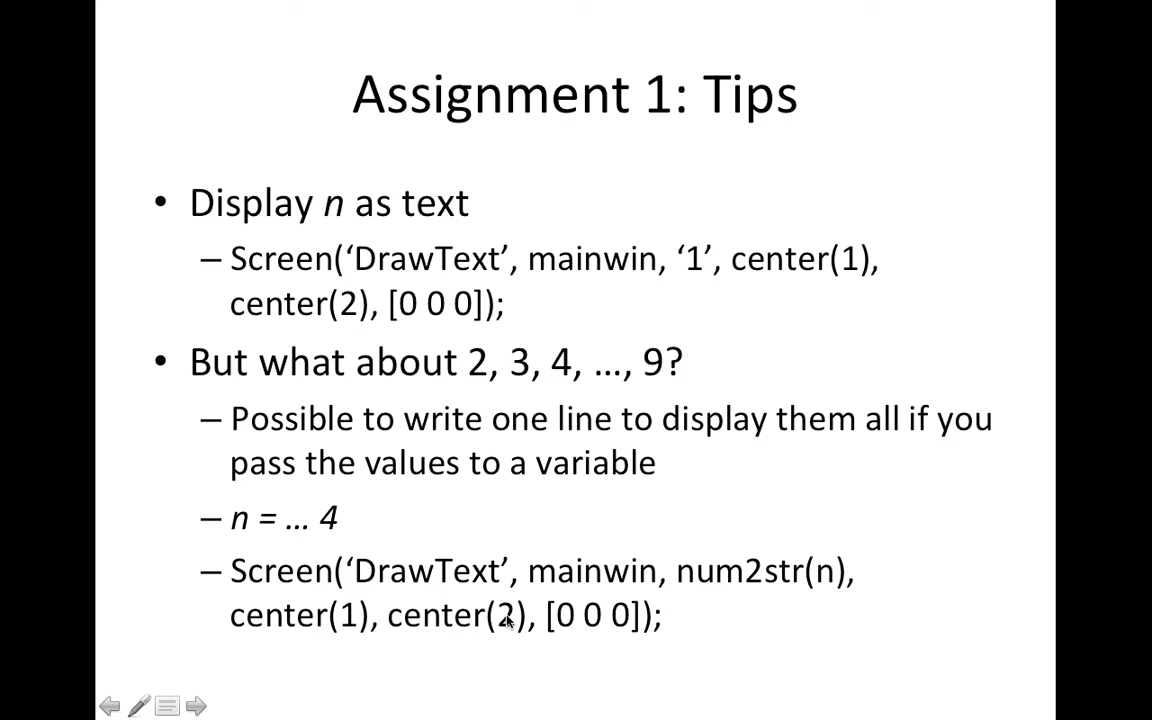 Assignment 1: Tips
• Display n as text
– Screen(‘DrawText’, mainwin, ‘1’, center(1),
center(2), [0 0 0]);
• But what about 2, 3, 4, …, 9?
– Possible to write one line to display them all if you
pass the values to a variable
– n = … 4
– Screen(‘DrawText’, mainwin, num2str(n),
center(1), center(2), [0 0 0]);